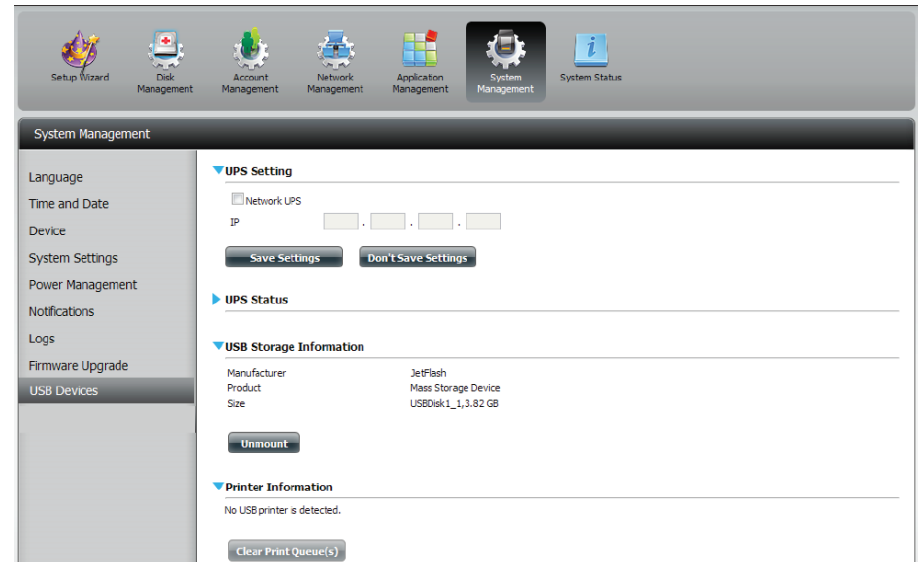 Setup Wizard
Disk
Management
Account
Management
Network
Management
Application
Management
System
Management
System Status
System Management
Language
Time and Date
Device
System Settings
Power Management
Notifications
Logs
Firmware Upgrade
USB Devices
UPS Setting
Network UPS
IP . . .
Save Settings Don't Save Settings
UPS Status
USB Storage Information
Manufacturer JetFlash
Product Mass Storage Device
Size USBDisk1_1,3.82 GB
Unmount
Printer Information
No USB printer is detected.
Clear Print Queue(s)